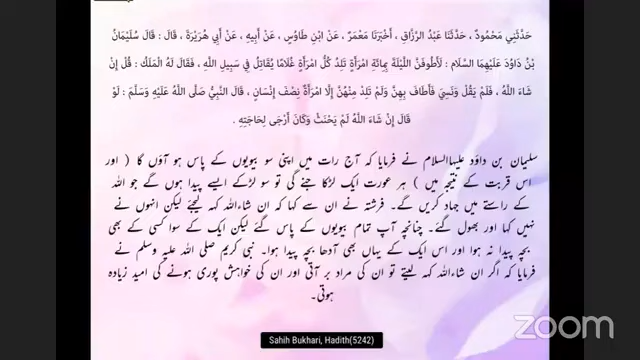 حَدَّثَنِي مَحْمُودٌ ، حَدَّثَنَا عَبْدُ الرَّزَّاقِ ، أَخْبَرَنَا مَعْمَرٌ ، عَنْ ابْنِ طَاوُسٍ ، عَنْ أَبِيهِ ، عَنْ أَبِي هُرَيْرَةَ ، قَالَ : قَالَ سُلَيْمَانُ
بْنُ دَاوُدَ عَلَيْهِمَا السَّلَام : لَأَطُوفَنَّ اللَّيْلَةَ بِمِائَةِ امْرَأَةٍ تَلِدُ كُلُّ امْرَأَةٍ غُلَامًا يُقَاتِلُ فِي سَبِيلِ اللَّهِ ، فَقَالَ لَهُ الْمَلَكُ : قُلْ إِنْ
شَاءَ اللَّهُ ، فَلَمْ يَقُلْ وَنَسِيَ فَأَطَافَ بِهِنَّ وَلَمْ تَلِدْ مِنْهُنَّ إِلَّا امْرَأَةٌ نِصْفَ إِنْسَانٍ ، قَالَ النَّبِيُّ صَلَّى اللَّهُ عَلَيْهِ وَسَلَّمَ : لَوْ
قَالَ إِنْ شَاءَ اللَّهُ لَمْ يَحْنَثْ وَكَانَ أَرْجَى لِحَاجَتِهِ .
سلیمان بن داؤد علیہاالسلام نے فرمایا کہ آج رات میں اپنی سو بیویوں کے پاس ہو آؤں گا ( اور
اس قربت کے نتیجہ میں ) ہر عورت ایک لڑکا جنے گی تو سو لڑکے ایسے پیدا ہوں گے جو اللہ
کے راستے میں جہاد کریں گے۔ فرشتہ نے ان سے کہا کہ ان شاءاللہ کہہ لیجئے لیکن انہوں نے
نہیں کہا اور بھول گئے۔ چنانچہ آپ تمام بیویوں کے پاس گئے لیکن ایک کے سوا کسی کے بھی
بچہ پیدا نہ ہوا اور اس ایک کے یہاں بھی آدھا بچہ پیدا ہوا۔ نبی کریم صلی اللہ علیہ وسلم نے
فرمایا کہ اگر ان شاءاللہ کہہ لیتے تو ان کی مراد بر آتی اور ان کی خواہش پوری ہونے کی امید زیادہ
ہوتی۔
Sahih Bukhari, Hadith(5242)
zoom